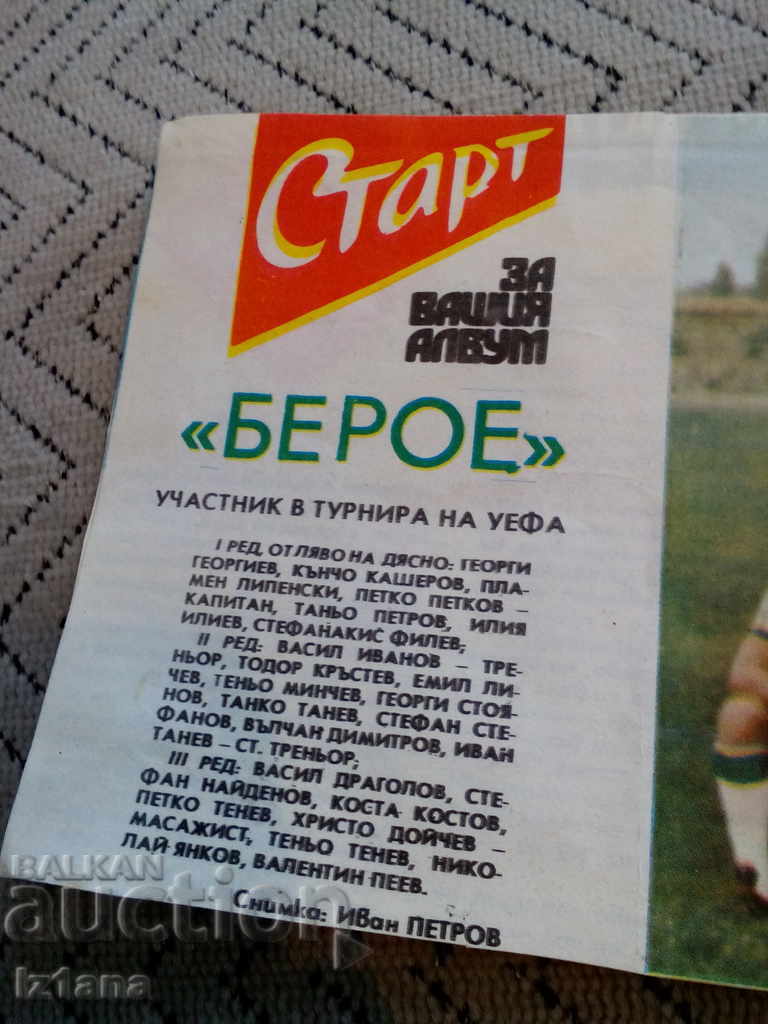 Старт
ЗА
ВАШИЯ
АЛБУМ
«БЕРОЕ»
УЧАСТНИК В ТУРНИРА НА УЕФА
I РЕД, ОТ ЛЯВО НА ДЯСНО: ГЕОРГИ
ГЕОРГИЕВ, КЪНЧО КАШЕРОВ, ПЛА-
МЕН ЛИПЕНСКИ, ПЕТКО ПЕТКОВ –
КАПИТАН, ТАНЬО ПЕТРОВ, ИЛИЯ
ИЛИЕВ, СТЕФАНАКИС ФИЛЕВ;
II РЕД: ВАСИЛ ИВАНОВ – ТРЕ-
НЬОР, ТОДОР КРЪСТЕВ, ЕМИЛ ЛИ-
ЧЕВ, ТЕНЬО МИНЧЕВ, ГЕОРГИ СТОЯ-
НОВ, ТАНКО ТАНЕВ, СТЕФАН СТЕ-
ФАНОВ, ВЪЛЧАН ДИМИТРОВ, ИВАН
ТАНЕВ – СТ. ТРЕНЬОР;
III РЕД: ВАСИЛ ДРАГОЛОВ, СТЕ-
ФАН НАЙДЕНОВ, КОСТА КОСТОВ,
ПЕТКО ТЕНЕВ, ХРИСТО ДОЙЧЕВ –
МАСАЖИСТ, ТЕНЬО ТЕНЕВ, НИКО-
ЛАЙ ЯНКОВ, ВАЛЕНТИН ПЕЕВ.
Снимка: Иван ПЕТРОВ
BALKAN
auction
Iz1ana